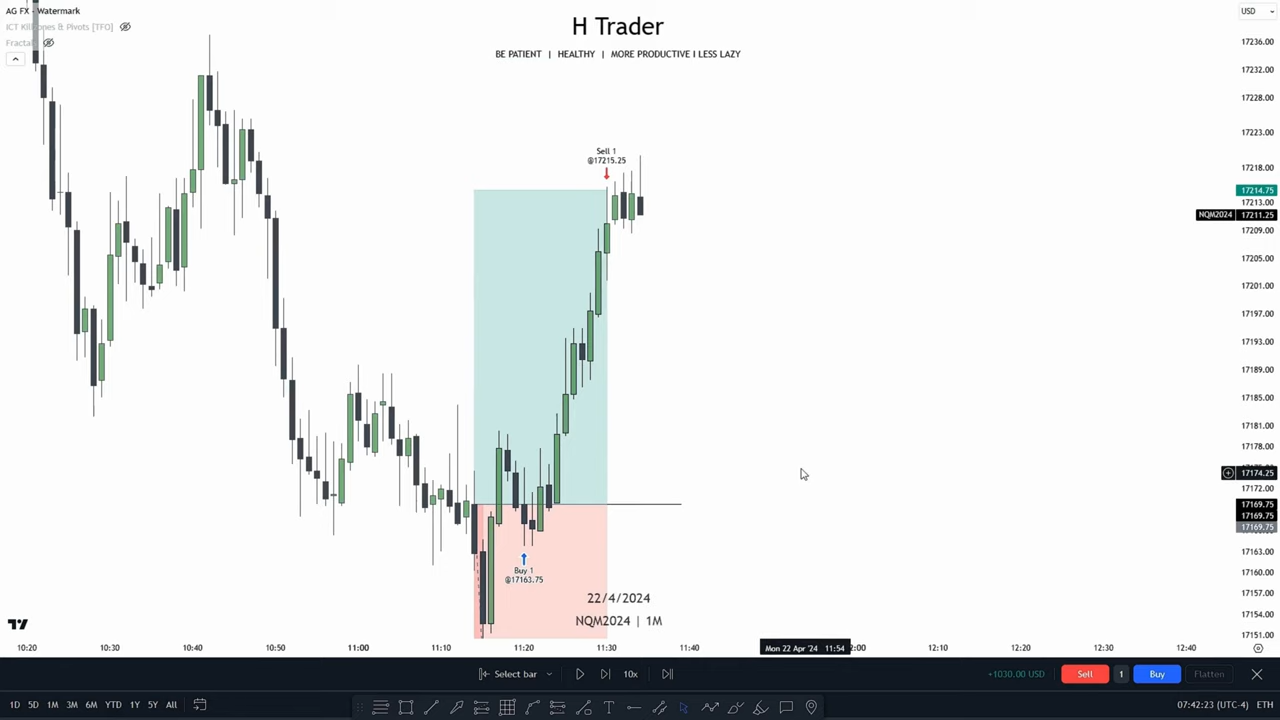 AG FX - Watermark
ICT Killzones & Pivots [TFO]
Fractals
H Trader
BE PATIENT | HEALTHY | MORE PRODUCTIVE I LESS LAZY
USD
17236.00
17232.00
17228.00
17223.00
17218.00
17214.75
17213.00
NQM2024 17211.25
17209.00
17205.00
17201.00
17197.00
17193.00
17189.00
17185.00
17181.00
17178.00
17174.25
17172.00
17169.75
17169.75
17169.75
17163.00
17160.00
17157.00
17154.00
17151.00
Sell 1
@17215.25
Buy 1
@17163.75
22/4/2024
NQM2024 | 1M
10:20 10:30 10:40 10:50 11:00 11:10 11:20 11:30 11:40 Mon 22 Apr '24 11:54 2:00 12:10 12:20 12:30 12:40
Select bar 10x +1030.00 USD Sell 1 Buy Flatten
1D 5D 1M 3M 6M YTD 1Y 5Y All 07:42:23 (UTC-4) ETH